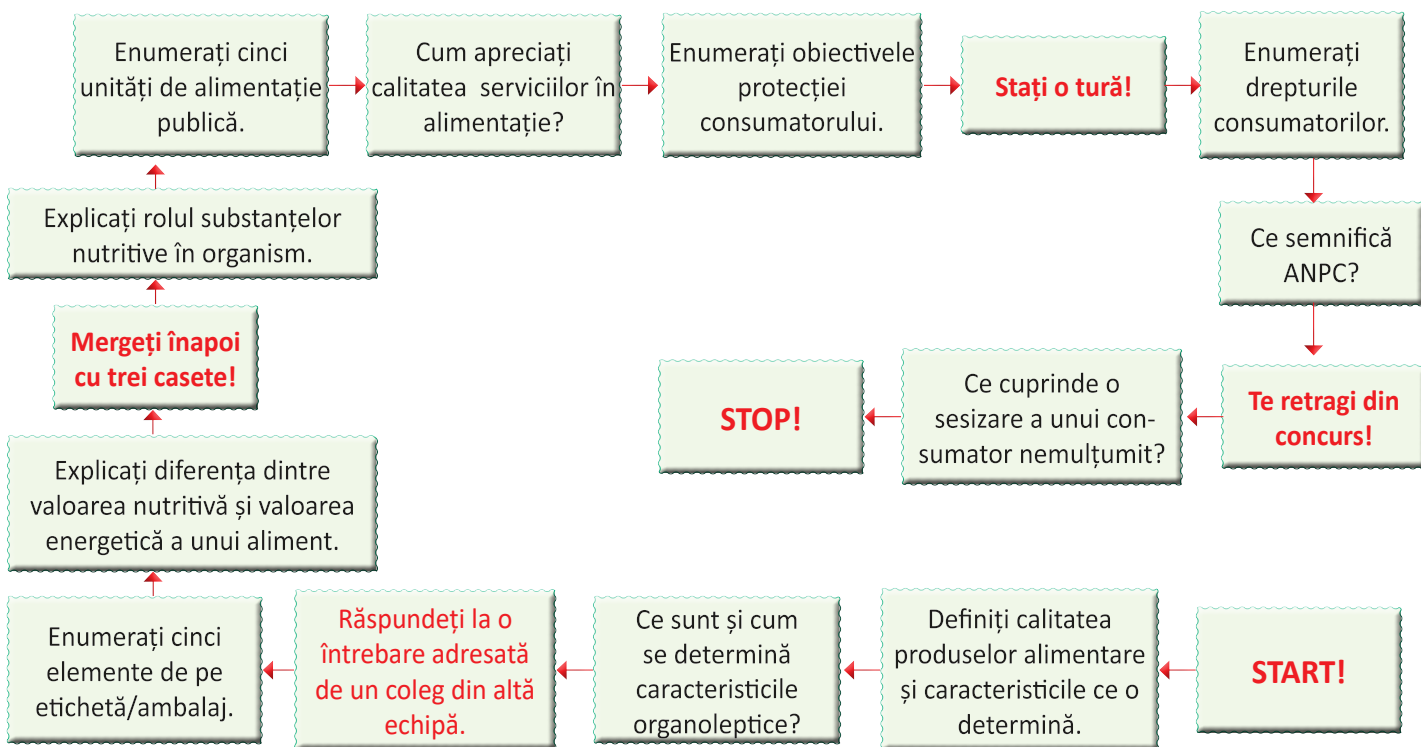 Enumerați cinci
unități de alimentație
publică.
Cum apreciați
calitatea serviciilor în
alimentație?
Enumerați obiectivele
protecției
consumatorului.
Stați o tură!
Enumerați
drepturile
consumatorilor.
Explicați rolul substanțelor
nutritive în organism.
Ce semnifică
ANPC?
Mergeți înapoi
cu trei casete!
STOP!
Ce cuprinde o
sesizare a unui con-
sumator nemulțumit?
Te retragi din
concurs!
Explicați diferența dintre
valoarea nutritivă și valoarea
energetică a unui aliment.
Enumerați cinci
elemente de pe
etichetă/ambalaj.
Răspundeți la o
întrebare adresată
de un coleg din altă
echipă.
Ce sunt și cum
se determină
caracteristicile
organoleptice?
Definiți calitatea
produselor alimentare
și caracteristicile ce o
determină.
START!